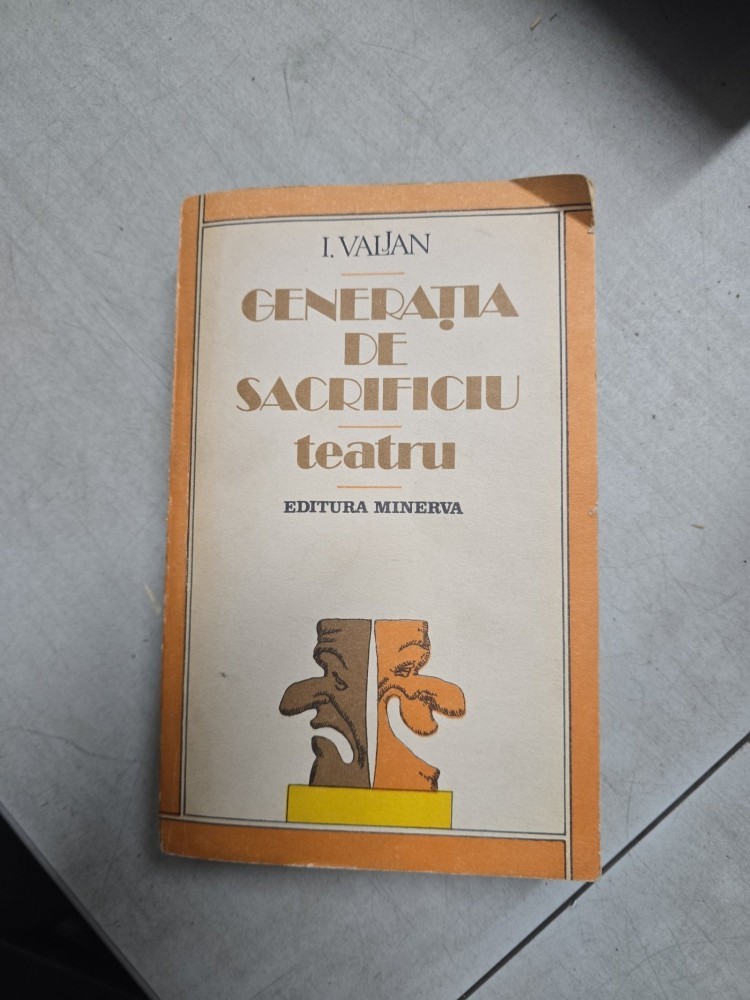 I. VALJAN
GENERAȚIA
DE
SACRIFICIU
teatru
EDITURA MINERVA